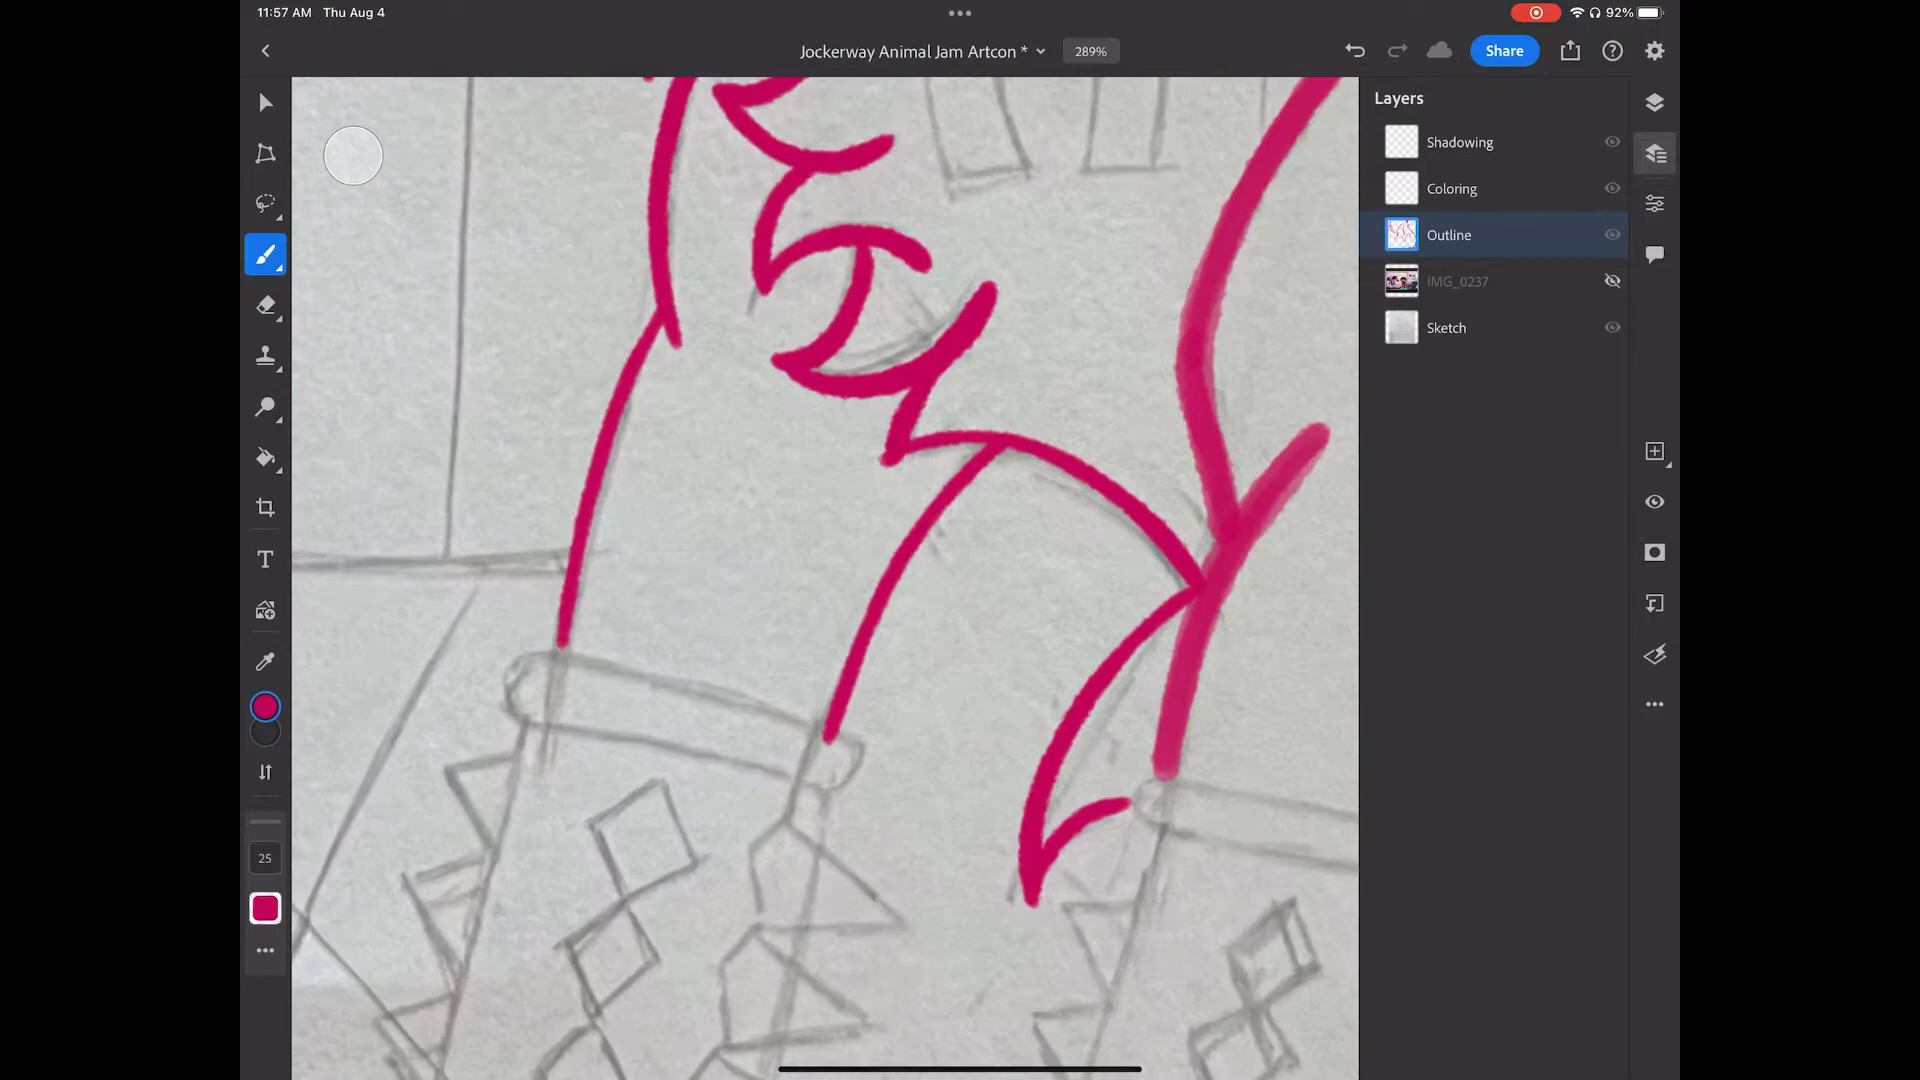 11:57 AM Thu Aug 4
92%
Jockerway Animal Jam Artcon *
289%
Share
Layers
Shadowing
Coloring
Outline
IMG_0237
Sketch
T
25